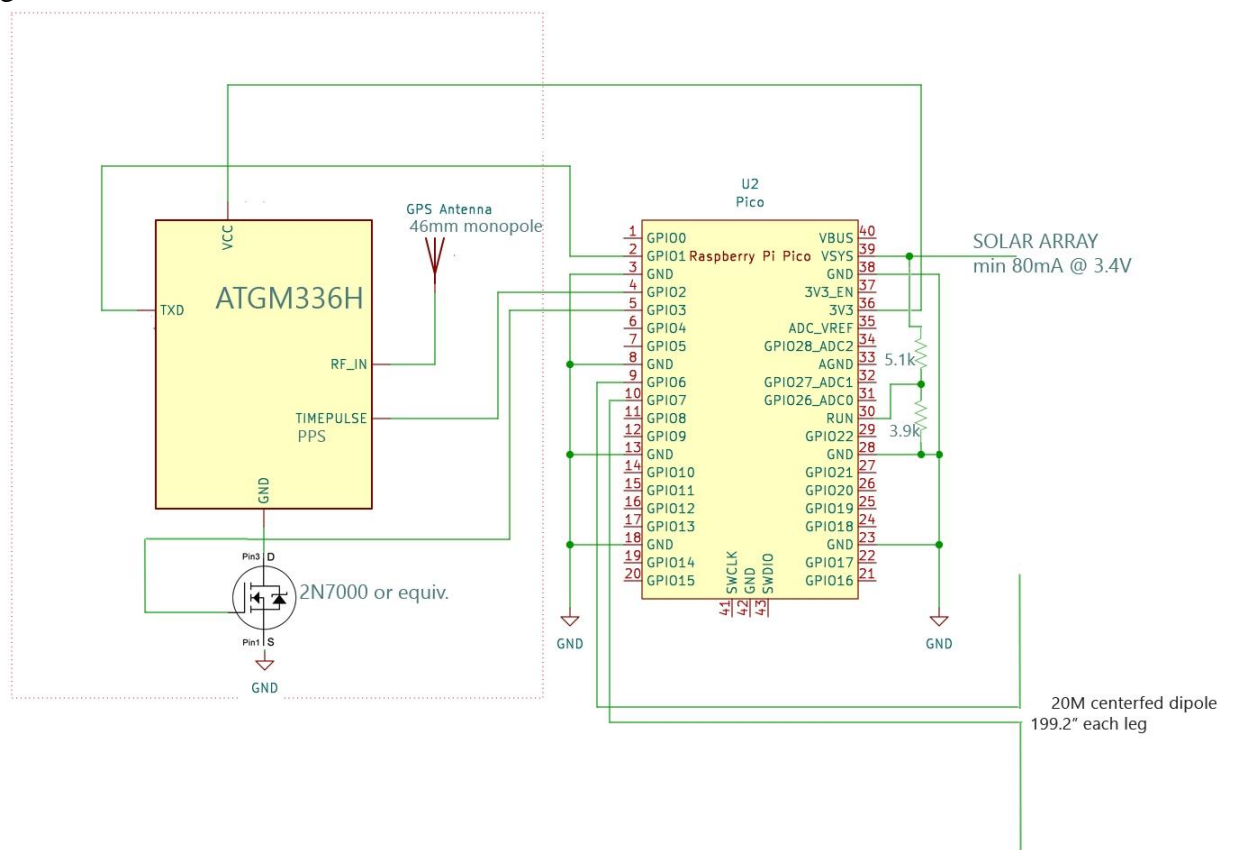 U2
Pico
GPS Antenna
46mm monopole
VCC
ATGM336H
TXD
RF_IN
TIMEPULSE
PPS
GND
Pin3 D
2N7000 or equiv.
Pin1 S
GND
Raspberry Pi Pico
1 GPIO0
2 GPIO1
3 GND
4 GPIO2
5 GPIO3
6 GPIO4
7 GPIO5
8 GND
9 GPIO6
10 GPIO7
11 GPIO8
12 GPIO9
13 GND
14 GPIO10
15 GPIO11
16 GPIO12
17 GPIO13
18 GND
19 GPIO14
20 GPIO15
VBUS 40
VSYS 39
GND 38
3V3_EN 37
3V3 36
ADC_VREF 35
GPIO28_ADC2 34
AGND 33
GPIO27_ADC1 32
GPIO26_ADC0 31
RUN 30
GPIO22 29
GND 28
GPIO21 27
GPIO20 26
GPIO19 25
GPIO18 24
GND 23
GPIO17 22
GPIO16 21
SWCLK 41
GND 42
SWDIO 43
SOLAR ARRAY
min 80mA @ 3.4V
5.1k
3.9k
GND
GND
20M centerfed dipole
199.2” each leg